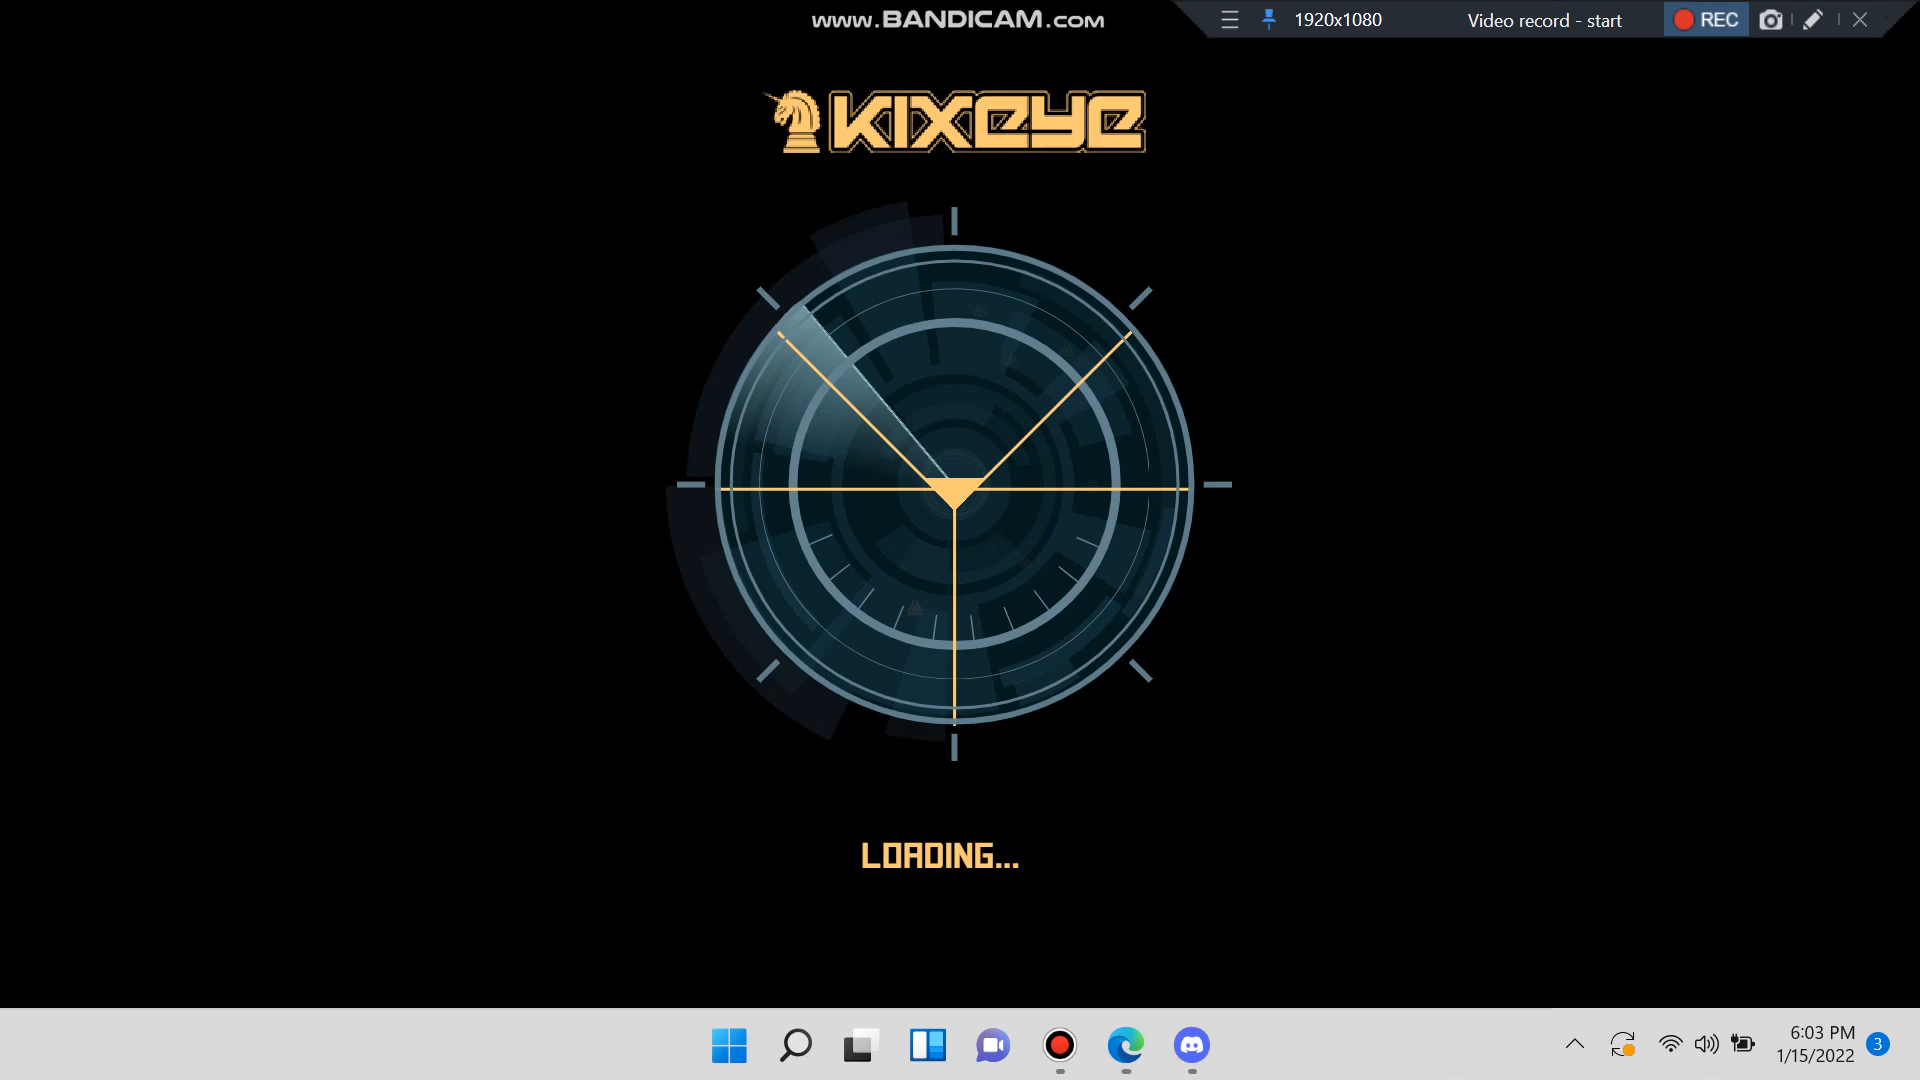 www.BANDICAM.com
1920x1080
Video record - start
REC
KIXEYE
LOADING...
6:03 PM
1/15/2022
3